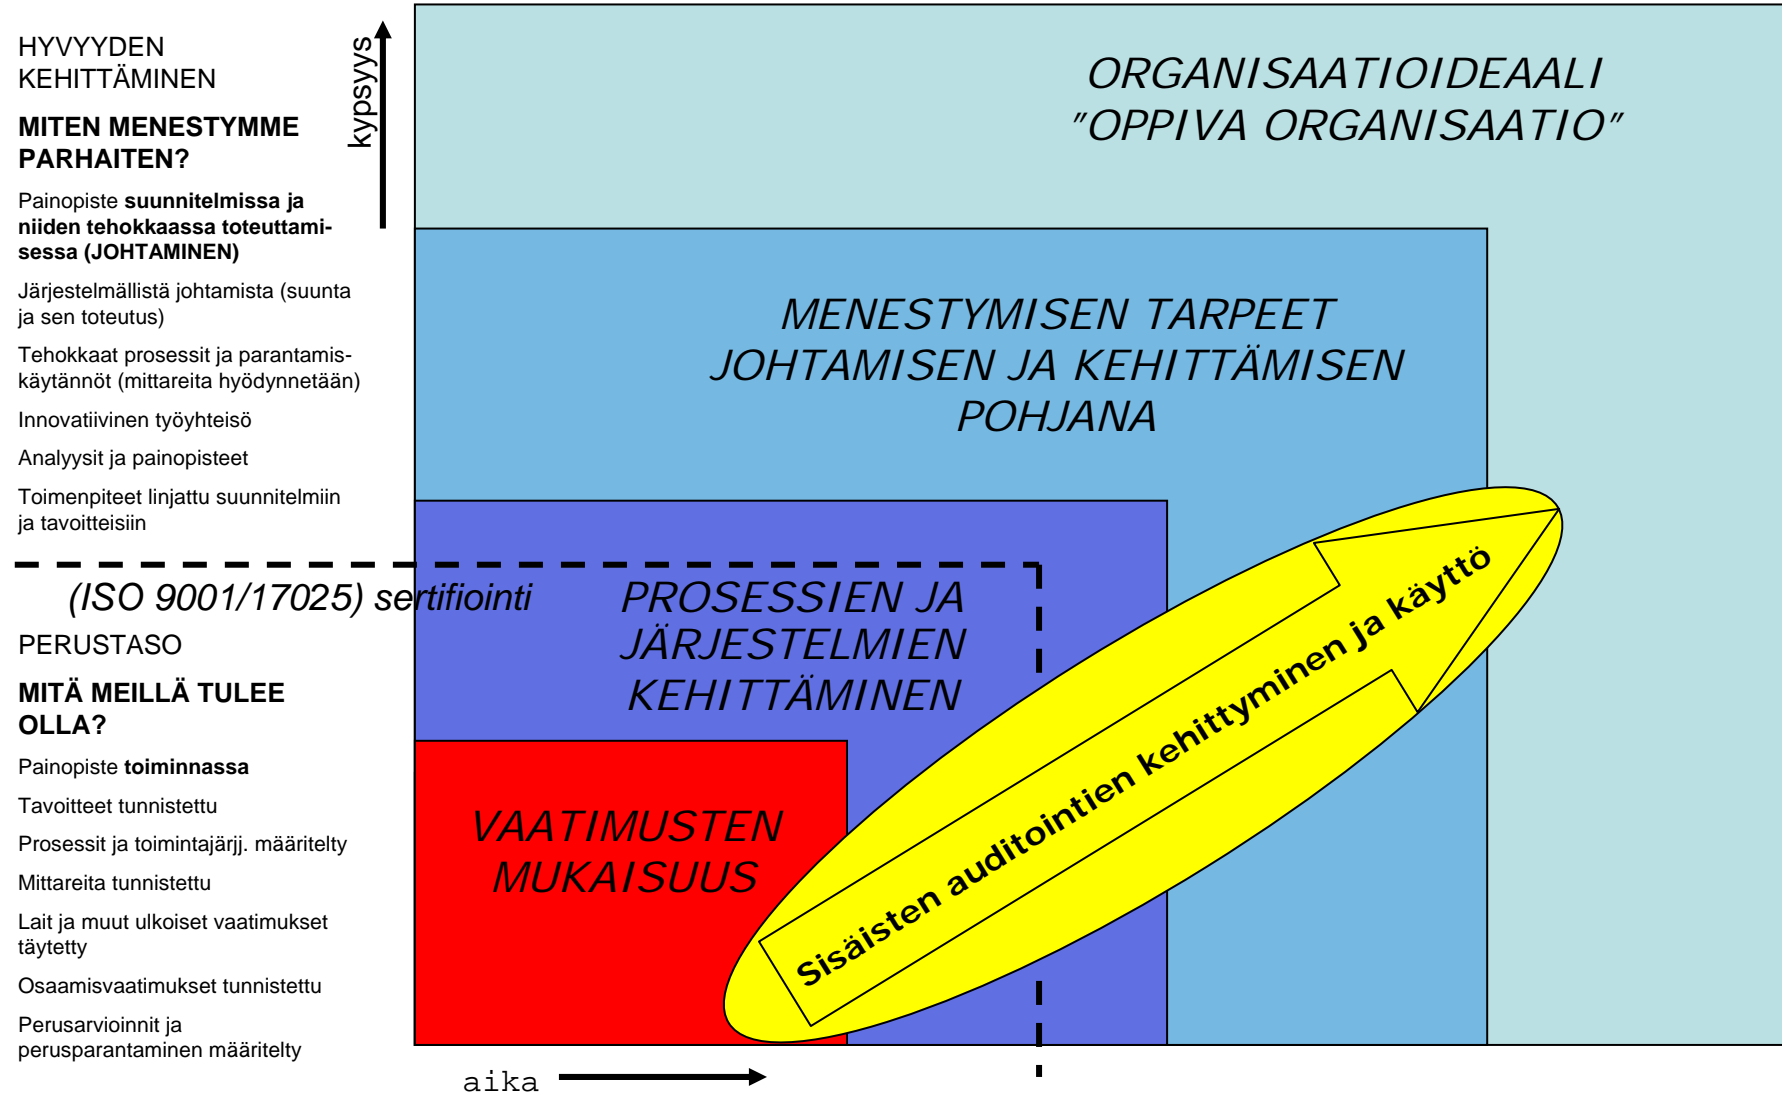 HYVYYDEN
KEHITTÄMINEN
MITEN MENESTYMME
PARHAITEN?
Painopiste suunnitelmissa ja
niiden tehokkaassa toteuttami-
sessa (JOHTAMINEN)
Järjestelmällistä johtamista (suunta
ja sen toteutus)
Tehokkaat prosessit ja parantamis-
käytännöt (mittareita hyödynnetään)
Innovatiivinen työyhteisö
Analyysit ja painopisteet
Toimenpiteet linjattu suunnitelmiin
ja tavoitteisiin
(ISO 9001/17025) sertifiointi
PERUSTASO
MITÄ MEILLÄ TULEE
OLLA?
Painopiste toiminnassa
Tavoitteet tunnistettu
Prosessit ja toimintajärjj. määritelty
Mittareita tunnistettu
Lait ja muut ulkoiset vaatimukset
täytetty
Osaamisvaatimukset tunnistettu
Perusarvioinnit ja
perusparantaminen määritelty
kypsyys
ORGANISAATIOIDEAALI
”OPPIVA ORGANISAATIO”
MENESTYMISEN TARPEET
JOHTAMISEN JA KEHITTÄMISEN
POHJANA
PROSESSIEN JA
JÄRJESTELMIEN
KEHITTÄMINEN
VAATIMUSTEN
MUKAISUUS
Sisäisten auditointien kehittyminen ja käyttö
aika